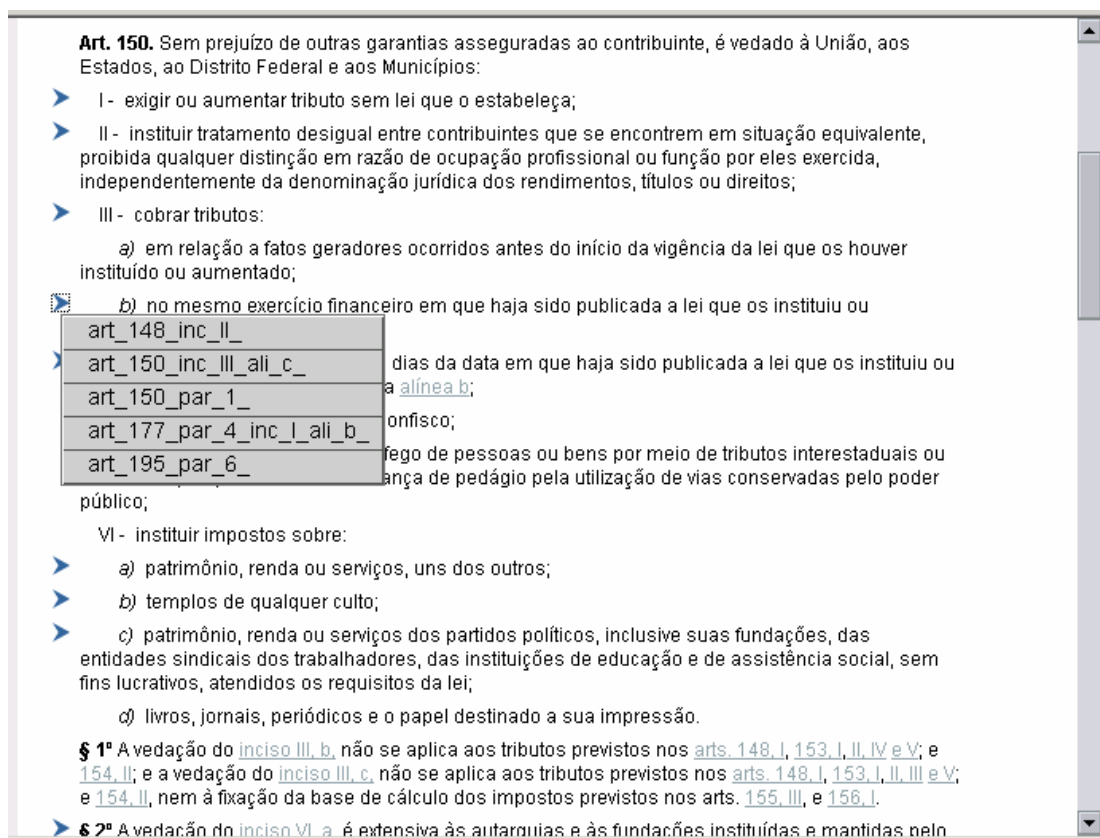 Art. 150. Sem prejuízo de outras garantias asseguradas ao contribuinte, é vedado à União, aos
Estados, ao Distrito Federal e aos Municípios:
I - exigir ou aumentar tributo sem lei que o estabeleça;
II - instituir tratamento desigual entre contribuintes que se encontrem em situação equivalente,
proibida qualquer distinção em razão de ocupação profissional ou função por eles exercida,
independentemente da denominação jurídica dos rendimentos, títulos ou direitos;
III - cobrar tributos:
a) em relação a fatos geradores ocorridos antes do início da vigência da lei que os houver
instituído ou aumentado;
b) no mesmo exercício financeiro em que haja sido publicada a lei que os instituiu ou
art_148_inc_II_
art_150_inc_III_ali_c_
dias da data em que haja sido publicada a lei que os instituiu ou
a alínea b;
art_150_par_1_
art_177_par_4_inc_I_ali_b_
onfisco;
art_195_par_6_
fego de pessoas ou bens por meio de tributos interestaduais ou
ança de pedágio pela utilização de vias conservadas pelo poder
público;
VI - instituir impostos sobre:
a) patrimônio, renda ou serviços, uns dos outros;
b) templos de qualquer culto;
c) patrimônio, renda ou serviços dos partidos políticos, inclusive suas fundações, das
entidades sindicais dos trabalhadores, das instituições de educação e de assistência social, sem
fins lucrativos, atendidos os requisitos da lei;
d) livros, jornais, periódicos e o papel destinado a sua impressão.
§ 1º A vedação do inciso III, b, não se aplica aos tributos previstos nos arts. 148, I, 153, I, II, IV e V; e
154, II; e a vedação do inciso III, c, não se aplica aos tributos previstos nos arts. 148, I, 153, I, II, III e V;
e 154, II, nem à fixação da base de cálculo dos impostos previstos nos arts. 155, III, e 156, I.
§ 2º A vedação do inciso VI, a, é extensiva às autarquias e às fundações instituídas e mantidas pelo